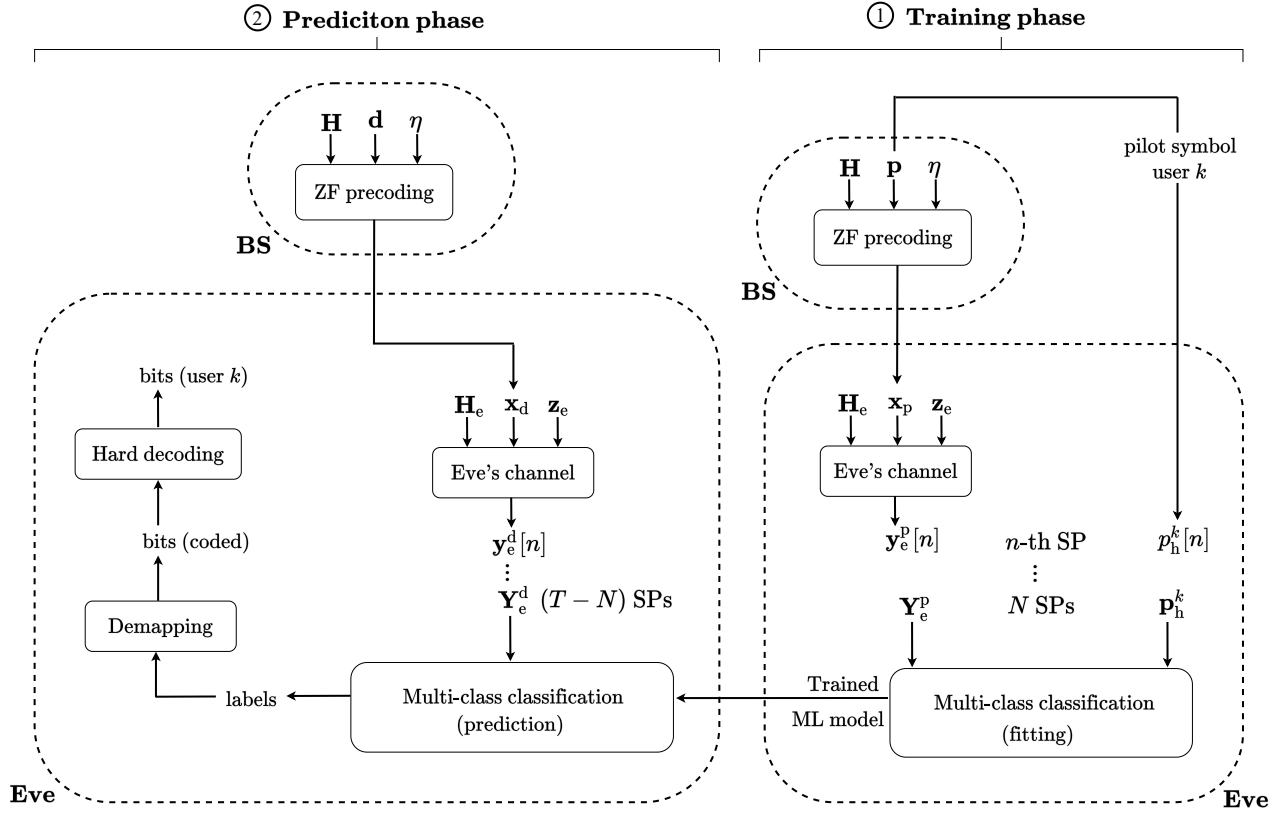 ② Prediciton phase
① Training phase
H d η
ZF precoding
BS
H p η
ZF precoding
BS
pilot symbol
user k
bits (user k)
Hard decoding
bits (coded)
Demapping
labels
H_e x_d z_e
Eve's channel
y_e^d[n]
⋮
Y_e^d (T − N) SPs
Multi-class classification
(prediction)
Eve
H_e x_p z_e
Eve's channel
y_e^p[n] n-th SP p_h^k[n]
⋮
Y_e^p N SPs p_h^k
Trained
ML model
Multi-class classification
(fitting)
Eve